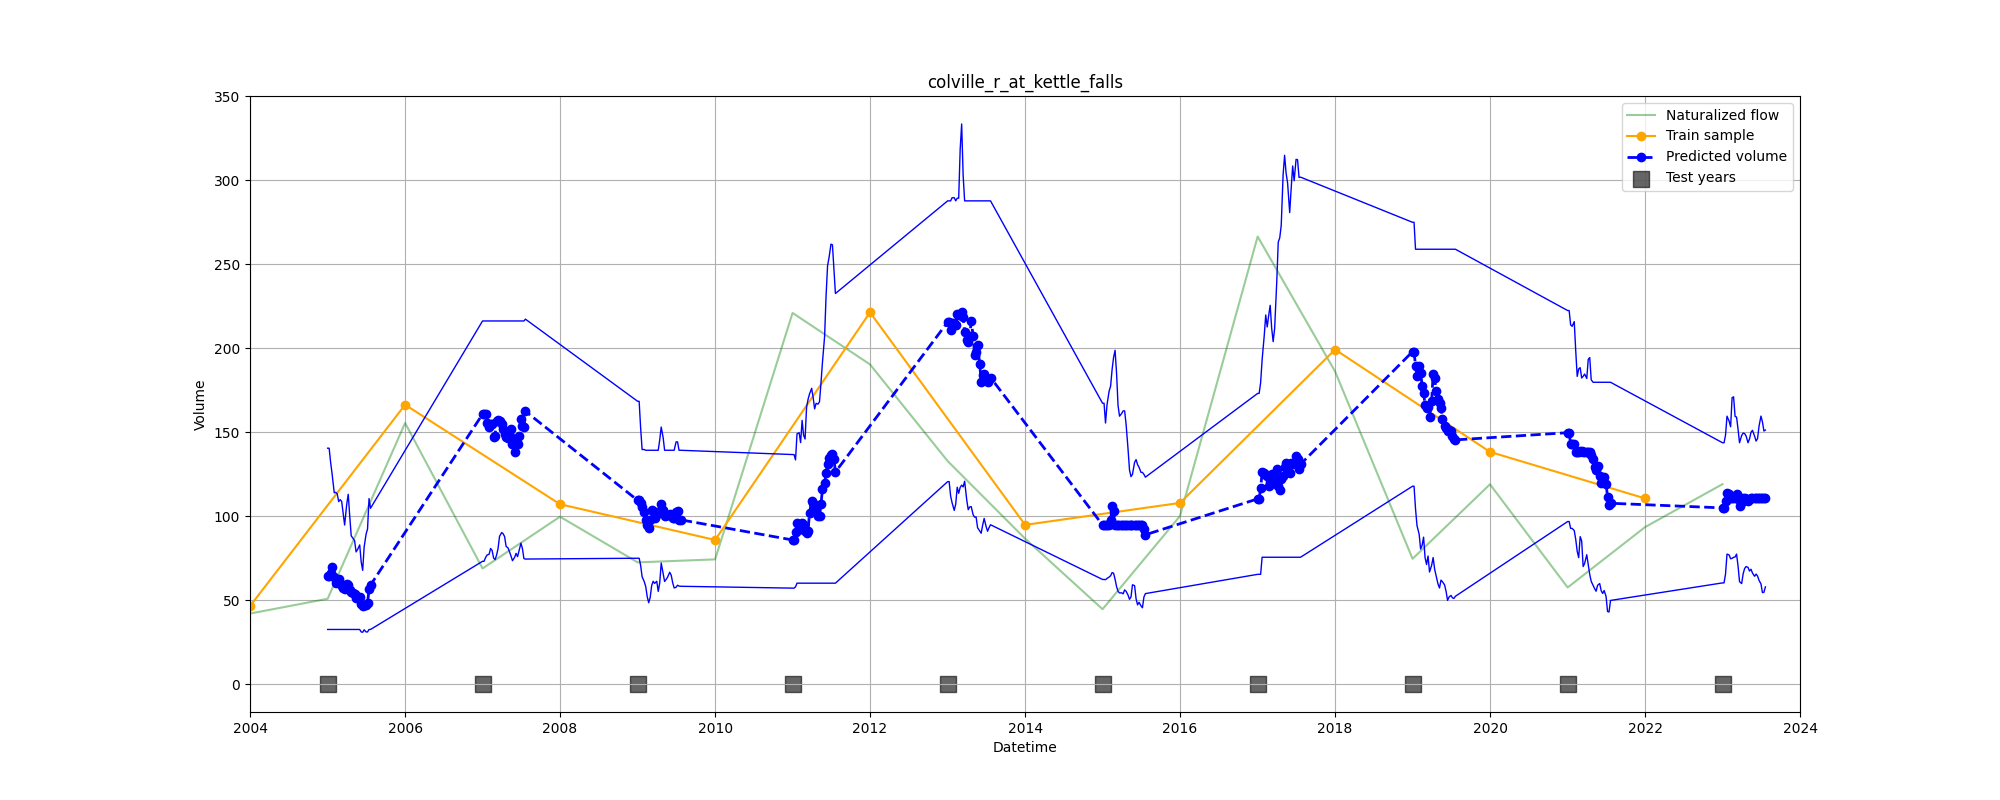 colville_r_at_kettle_falls
350
300
250
200
150
100
50
0
Volume
Naturalized flow
Train sample
Predicted volume
Test years
2004 2006 2008 2010 2012 2014 2016 2018 2020 2022 2024
Datetime